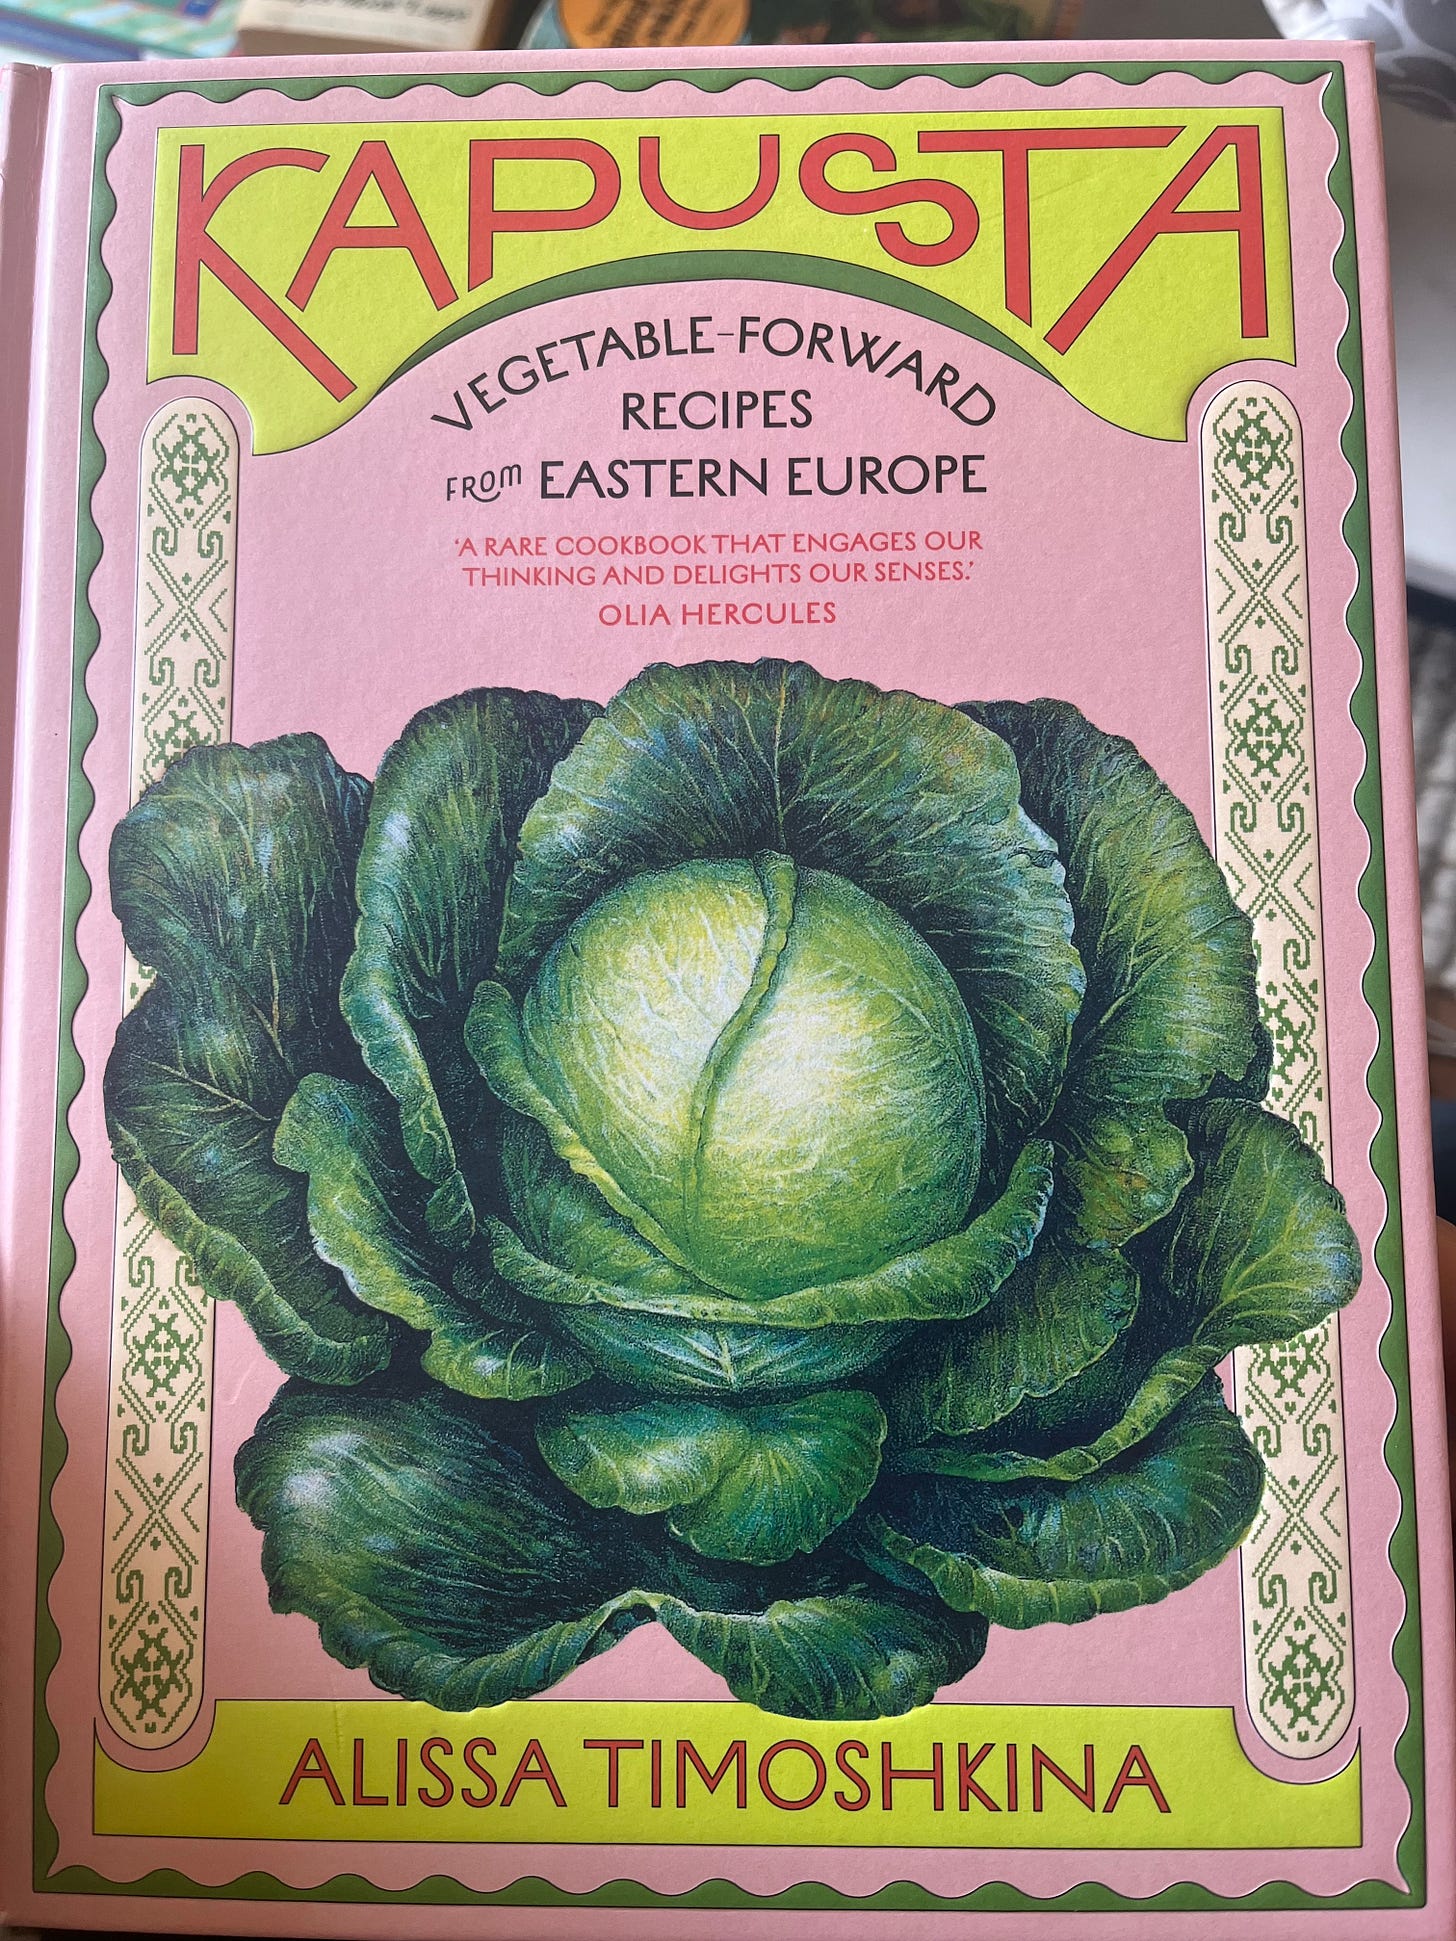 KAPUSTA
VEGETABLE-FORWARD
RECIPES
FROM EASTERN EUROPE
‘A RARE COOKBOOK THAT ENGAGES OUR
THINKING AND DELIGHTS OUR SENSES.’
OLIA HERCULES
ALISSA TIMOSHKINA